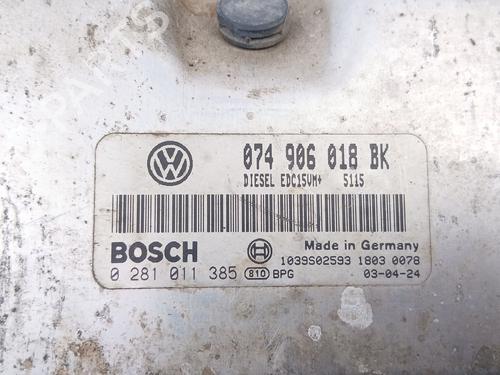 074 906 018 BK
DIESEL EDC15VM+ 5115
BOSCH
Made in Germany
1039S02593 1803 0078
0 281 011 385 810 BPG 03-04-24